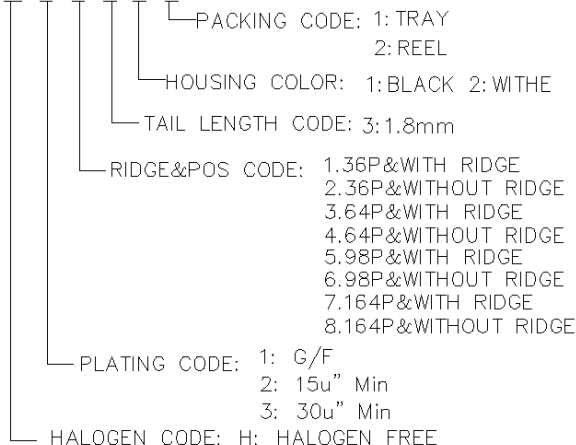 PACKING CODE: 1: TRAY
2: REEL
HOUSING COLOR: 1: BLACK 2: WITHE
TAIL LENGTH CODE: 3:1.8mm
RIDGE&POS CODE: 1.36P&WITH RIDGE
2.36P&WITHOUT RIDGE
3.64P&WITH RIDGE
4.64P&WITHOUT RIDGE
5.98P&WITH RIDGE
6.98P&WITHOUT RIDGE
7.164P&WITH RIDGE
8.164P&WITHOUT RIDGE
PLATING CODE: 1: G/F
2: 15u" Min
3: 30u" Min
HALOGEN CODE: H: HALOGEN FREE